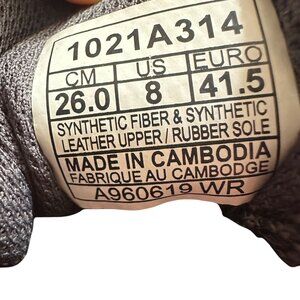 1021A314
CM US EURO
26.0 8 41.5
SYNTHETIC FIBER & SYNTHETIC
LEATHER UPPER / RUBBER SOLE
MADE IN CAMBODIA
FABRIQUE AU CAMBODGE
A960619 WR